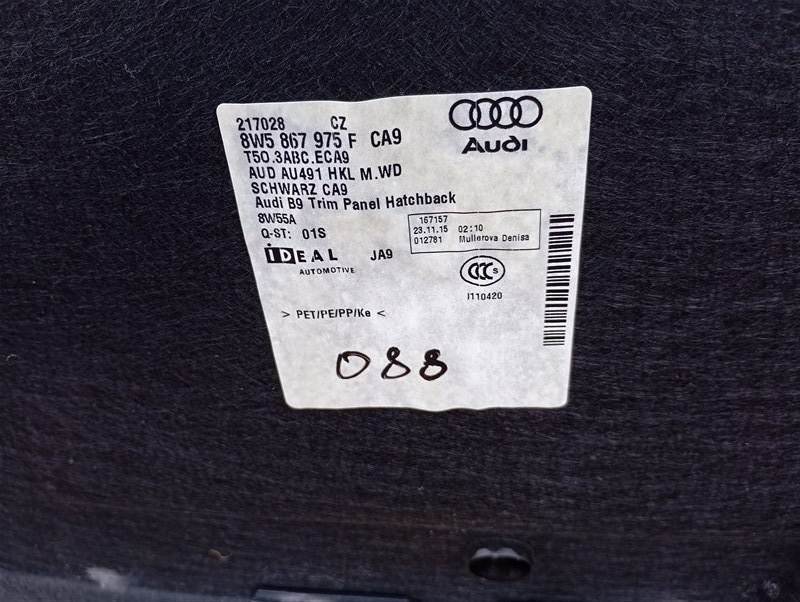 217028 CZ
8W5 867 975 F CA9
T50.3ABC.ECA9
AUD AU491 HKL M.WD
SCHWARZ CA9
Audi B9 Trim Panel Hatchback
8W55A
Q-ST: 01S
IDEAL JA9
AUTOMOTIVE
> PET/PE/PP/Ke <
Audi
167157
23.11.15 02:10
012781 Mullerova Denisa
CCC S
I110420
088